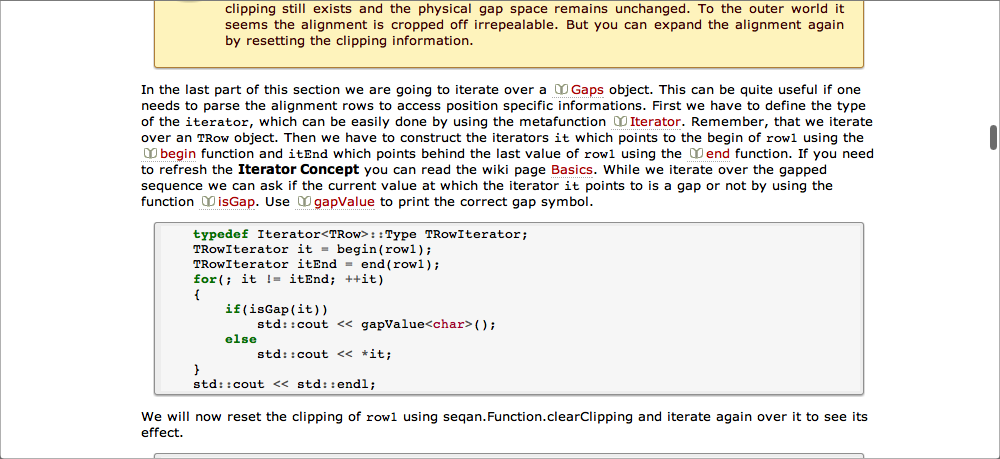 clipping still exists and the physical gap space remains unchanged. To the outer world it
seems the alignment is cropped off irrepealable. But you can expand the alignment again
by resetting the clipping information.
In the last part of this section we are going to iterate over a Gaps object. This can be quite useful if one
needs to parse the alignment rows to access position specific informations. First we have to define the type
of the iterator, which can be easily done by using the metafunction Iterator. Remember, that we iterate
over an TRow object. Then we have to construct the iterators it which points to the begin of row1 using the
begin function and itEnd which points behind the last value of row1 using the end function. If you need
to refresh the Iterator Concept you can read the wiki page Basics. While we iterate over the gapped
sequence we can ask if the current value at which the iterator it points to is a gap or not by using the
function isGap. Use gapValue to print the correct gap symbol.
typedef Iterator<TRow>::Type TRowIterator;
TRowIterator it = begin(row1);
TRowIterator itEnd = end(row1);
for(; it != itEnd; ++it)
{
    if(isGap(it))
        std::cout << gapValue<char>();
    else
        std::cout << *it;
}
std::cout << std::endl;
We will now reset the clipping of row1 using seqan.Function.clearClipping and iterate again over it to see its
effect.